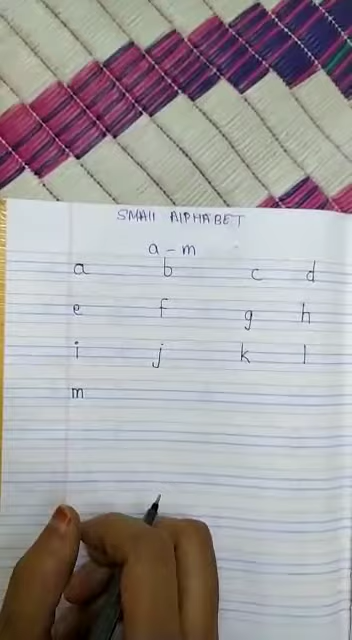 SMAll AlPHABET
a - m
a b c d
e f g h
i j k l
m